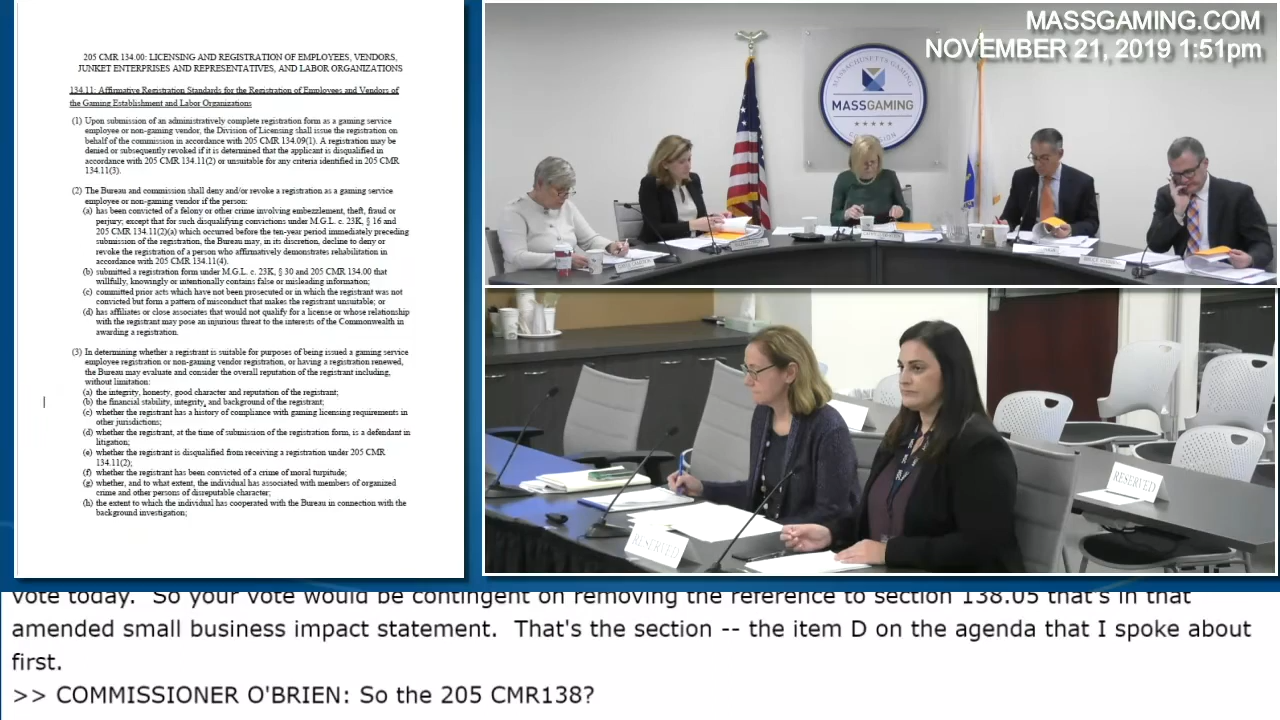 205 CMR 134.00: LICENSING AND REGISTRATION OF EMPLOYEES, VENDORS,
JUNKET ENTERPRISES AND REPRESENTATIVES, AND LABOR ORGANIZATIONS
134.11: Affirmative Registration Standards for the Registration of Employees and Vendors of
the Gaming Establishment and Labor Organizations
(1) Upon submission of an administratively complete registration form as a gaming service
employee or non-gaming vendor, the Division of Licensing shall issue the registration on
behalf of the commission in accordance with 205 CMR 134.09(1). A registration may be
denied or subsequently revoked if it is determined that the applicant is disqualified in
accordance with 205 CMR 134.11(2) or unsuitable for any criteria identified in 205 CMR
134.11(3).
(2) The Bureau and commission shall deny and/or revoke a registration as a gaming service
employee or non-gaming vendor if the person:
(a) has been convicted of a felony or other crime involving embezzlement, theft, fraud or
perjury; except that for such disqualifying convictions under M.G.L. c. 23K, § 16 and
205 CMR 134.11(2)(a) which occurred before the ten-year period immediately preceding
submission of the registration, the Bureau may, in its discretion, decline to deny or
revoke the registration of a person who affirmatively demonstrates rehabilitation in
accordance with 205 CMR 134.11(4).
(b) submitted a registration form under M.G.L. c. 23K, § 30 and 205 CMR 134.00 that
willfully, knowingly or intentionally contains false or misleading information;
(c) committed prior acts which have not been prosecuted or in which the registrant was not
convicted but form a pattern of misconduct that makes the registrant unsuitable; or
(d) has affiliates or close associates that would not qualify for a license or whose relationship
with the registrant may pose an injurious threat to the interests of the Commonwealth in
awarding a registration.
(3) In determining whether a registrant is suitable for purposes of being issued a gaming service
employee registration or non-gaming vendor registration, or having a registration renewed,
the Bureau may evaluate and consider the overall reputation of the registrant including,
without limitation:
(a) the integrity, honesty, good character and reputation of the registrant;
(b) the financial stability, integrity, and background of the registrant;
(c) whether the registrant has a history of compliance with gaming licensing requirements in
other jurisdictions;
(d) whether the registrant, at the time of submission of the registration form, is a defendant in
litigation;
(e) whether the registrant is disqualified from receiving a registration under 205 CMR
134.11(2);
(f) whether the registrant has been convicted of a crime of moral turpitude;
(g) whether, and to what extent, the individual has associated with members of organized
crime and other persons of disreputable character;
(h) the extent to which the individual has cooperated with the Bureau in connection with the
background investigation;
MASSGAMING.COM
NOVEMBER 21, 2019 1:51pm
MASSACHUSETTS GAMING
MASSGAMING
COMMISSION
RESERVED
RESERVED
vote today. So your vote would be contingent on removing the reference to section 138.05 that's in that
amended small business impact statement. That's the section -- the item D on the agenda that I spoke about
first.
>> COMMISSIONER O'BRIEN: So the 205 CMR138?